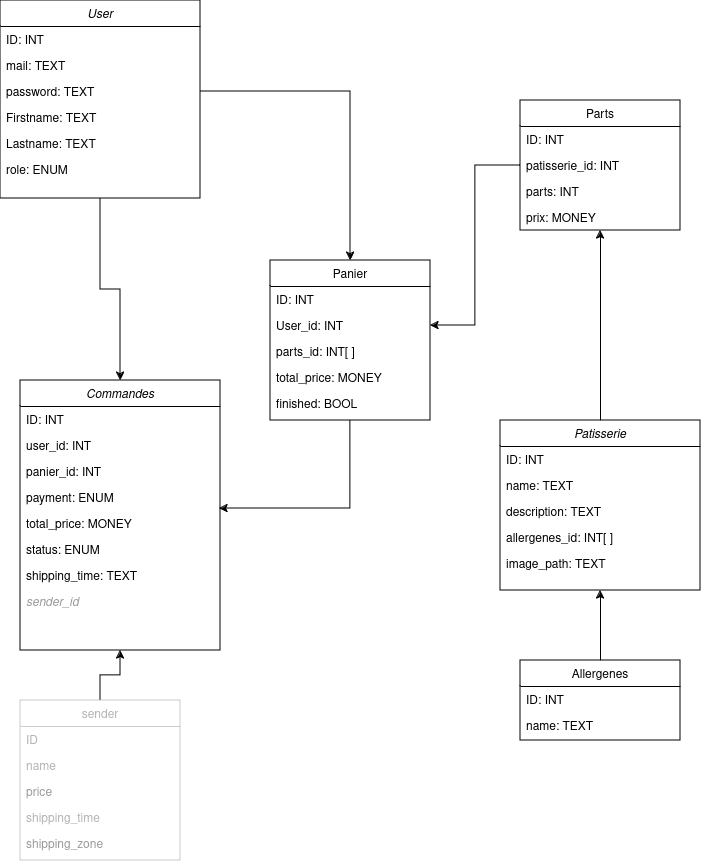 User
ID: INT
mail: TEXT
password: TEXT
Firstname: TEXT
Lastname: TEXT
role: ENUM
Parts
ID: INT
patisserie_id: INT
parts: INT
prix: MONEY
Panier
ID: INT
User_id: INT
parts_id: INT[ ]
total_price: MONEY
finished: BOOL
Commandes
ID: INT
user_id: INT
panier_id: INT
payment: ENUM
total_price: MONEY
status: ENUM
shipping_time: TEXT
sender_id
Patisserie
ID: INT
name: TEXT
description: TEXT
allergenes_id: INT[ ]
image_path: TEXT
Allergenes
ID: INT
name: TEXT
sender
ID
name
price
shipping_time
shipping_zone